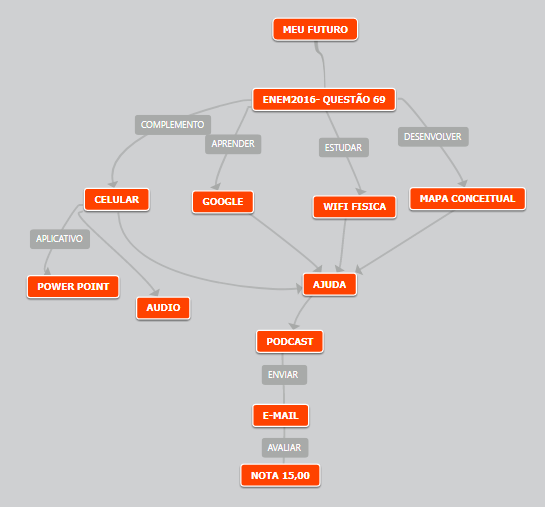 MEU FUTURO
ENEM2016- QUESTÃO 69
COMPLEMENTO
APRENDER
ESTUDAR
DESENVOLVER
CELULAR
GOOGLE
WIFI FISICA
MAPA CONCEITUAL
APLICATIVO
POWER POINT
AUDIO
AJUDA
PODCAST
ENVIAR
E-MAIL
AVALIAR
NOTA 15,00